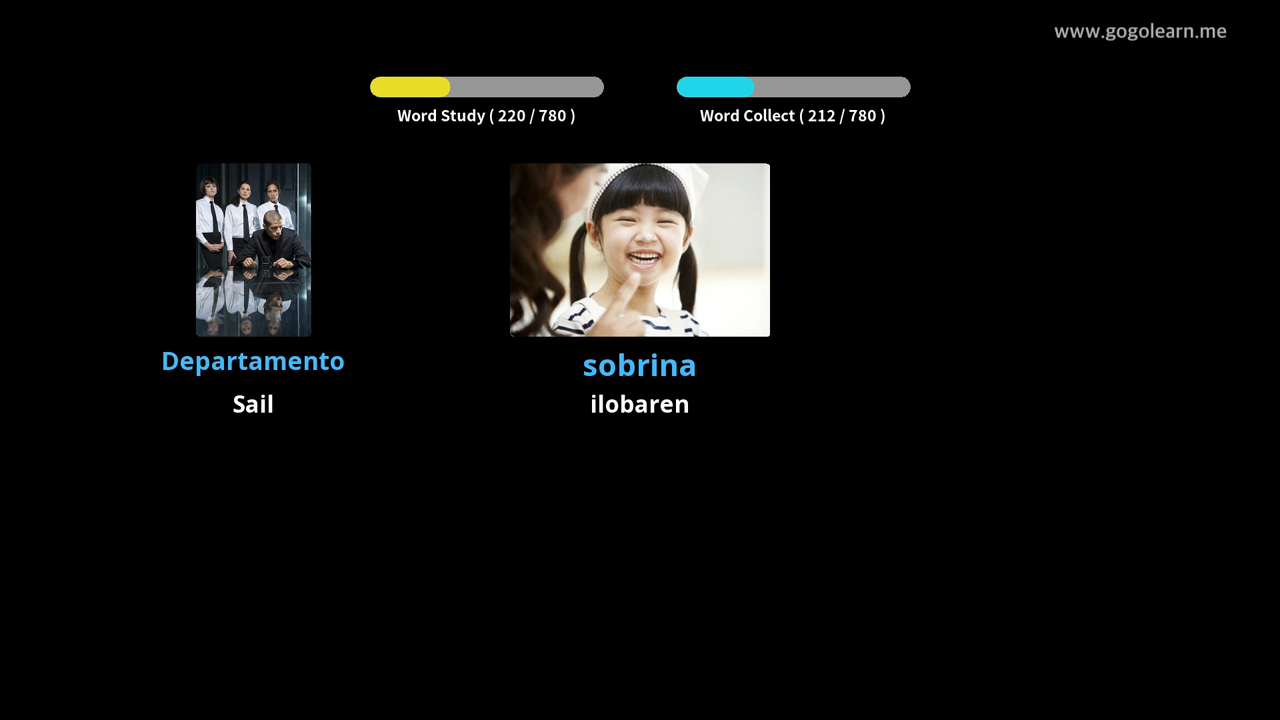 www.gogolearn.me
Word Study ( 220 / 780 )
Word Collect ( 212 / 780 )
Departamento
Sail
sobrina
ilobaren